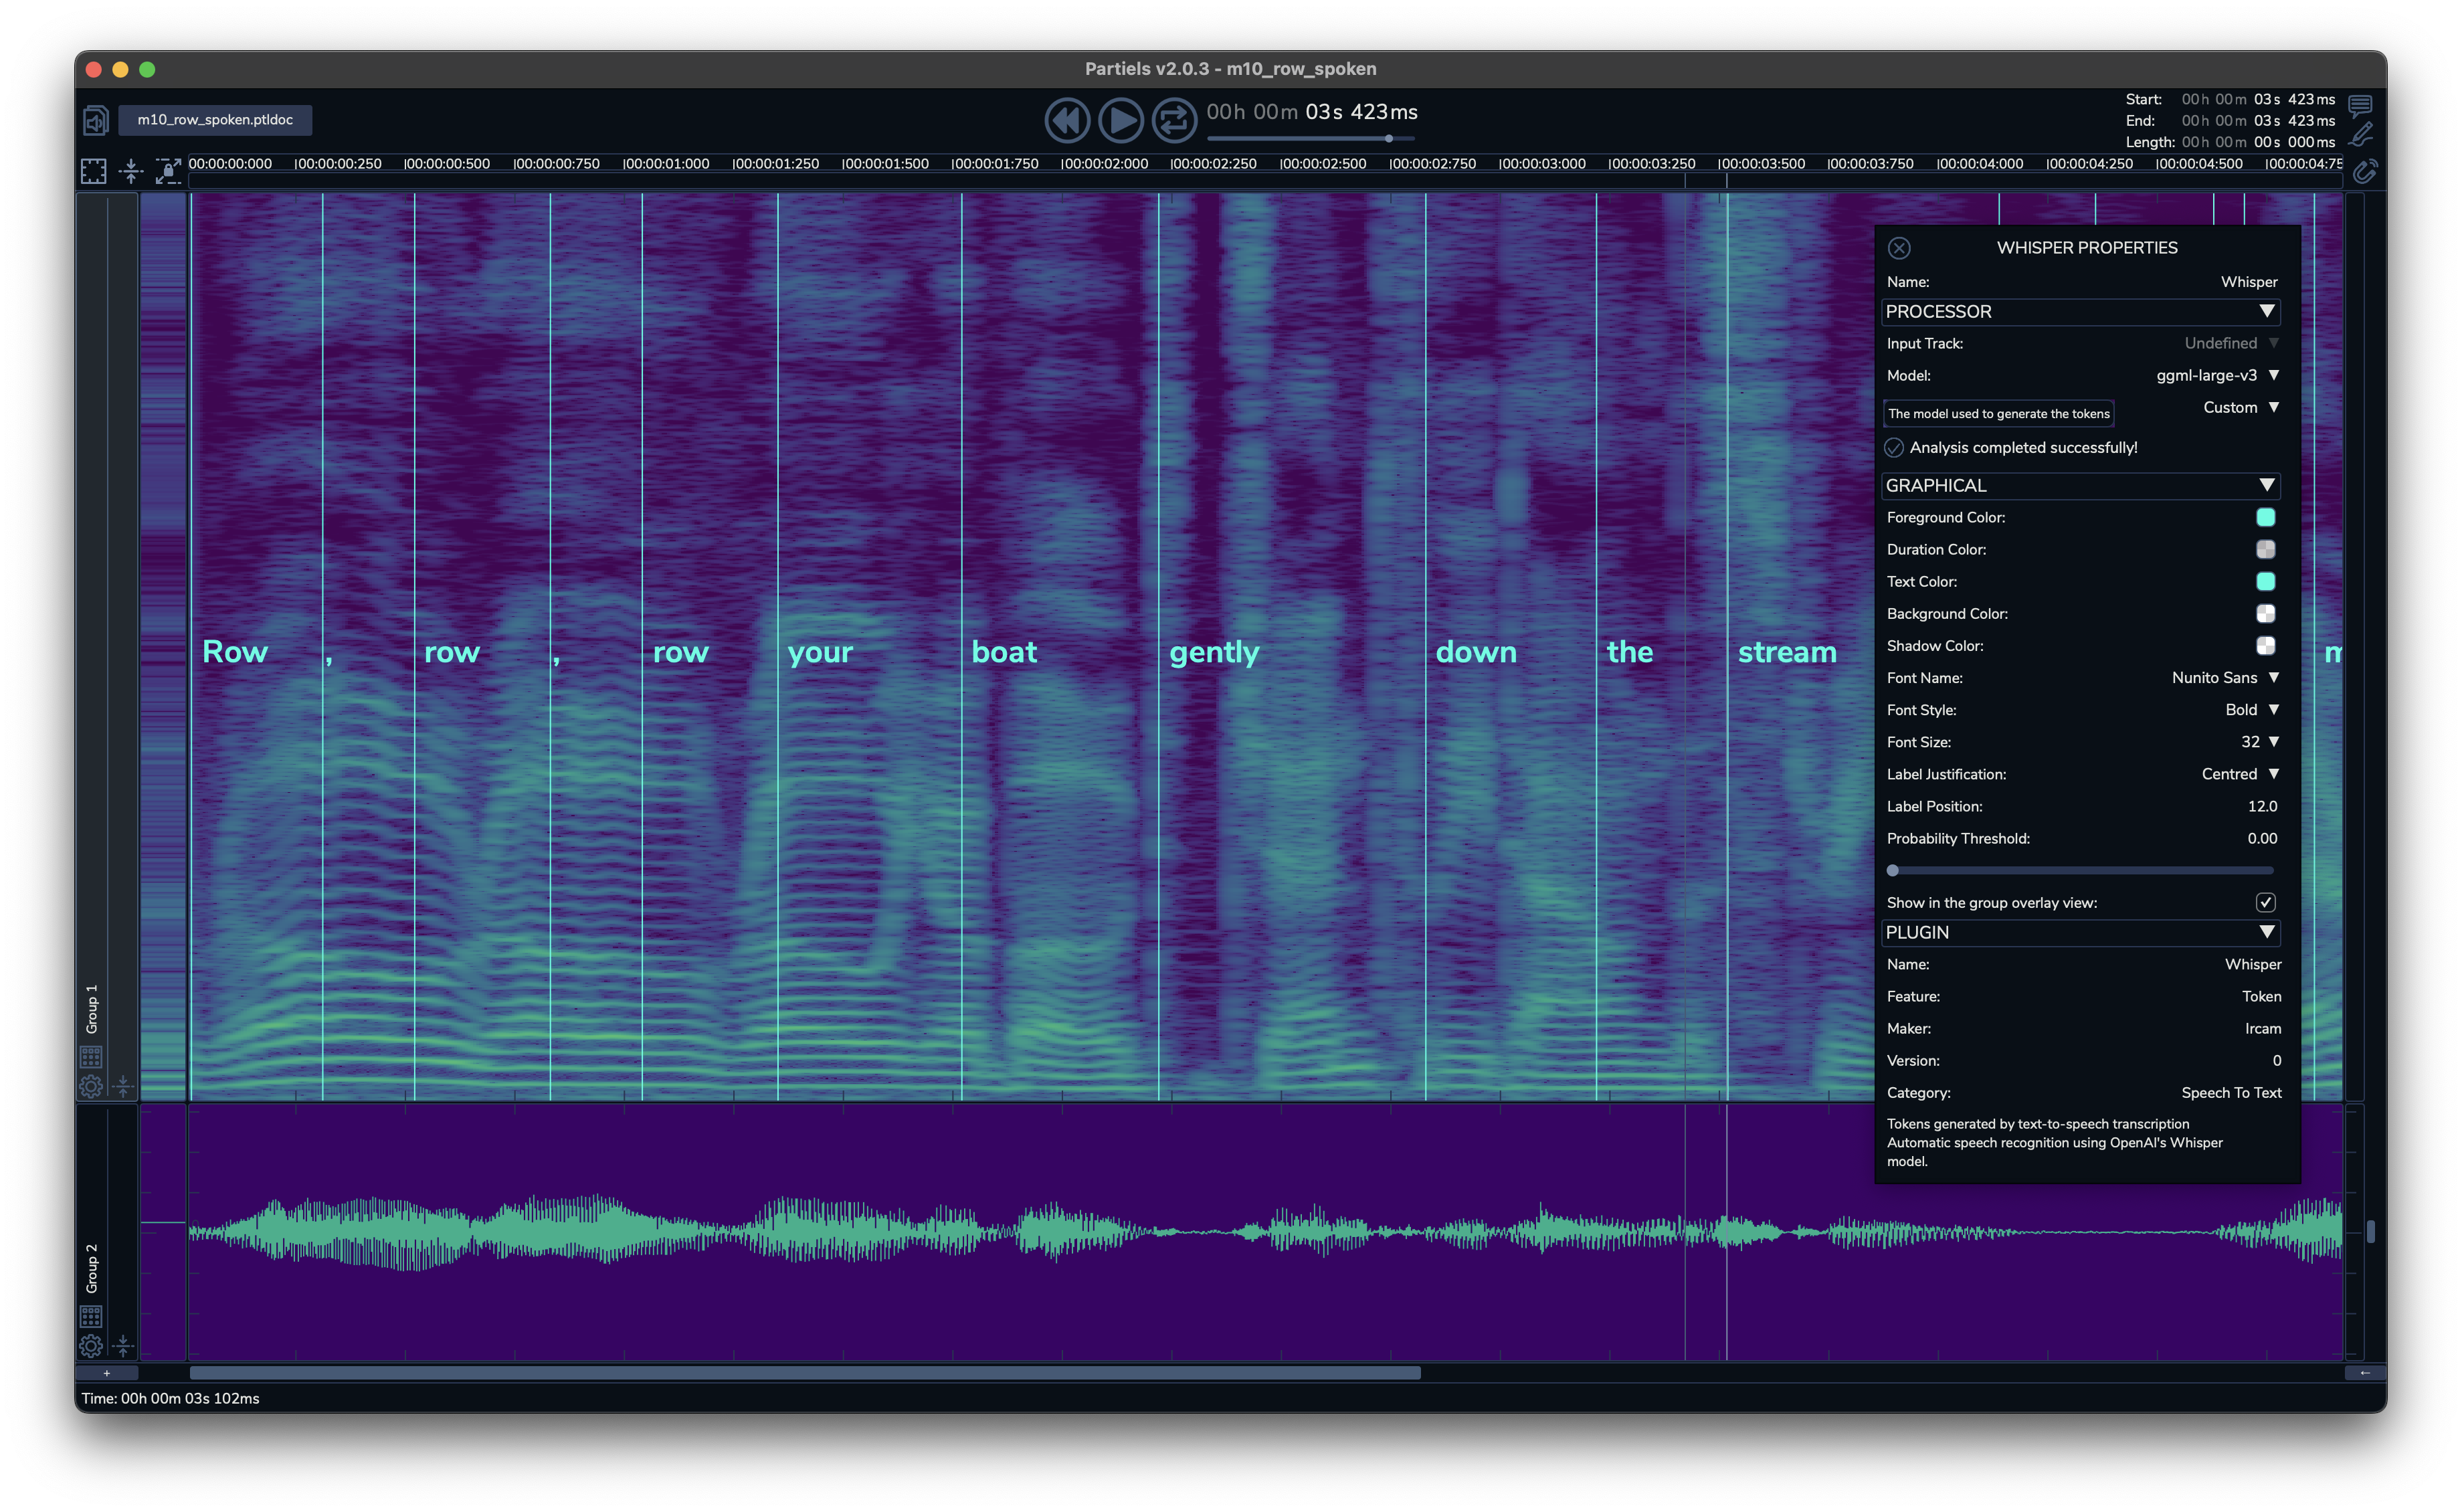 Partiels v2.0.3 - m10_row_spoken
m10_row_spoken.ptldoc
00h 00m 03s 423ms
Start: 00h 00m 03s 423ms
End: 00h 00m 03s 423ms
Length: 00h 00m 00s 000ms
00:00:00:000 |00:00:00:250 |00:00:00:500 |00:00:00:750 |00:00:01:000 |00:00:01:250 |00:00:01:500 |00:00:01:750 |00:00:02:000 |00:00:02:250 |00:00:02:500 |00:00:02:750 |00:00:03:000 |00:00:03:250 |00:00:03:500 |00:00:03:750 |00:00:04:000 |00:00:04:250 |00:00:04:500 |00:00:04:75
Row , row , row your boat gently down the stream m
WHISPER PROPERTIES
Name: Whisper
PROCESSOR
Input Track: Undefined
Model: ggml-large-v3
The model used to generate the tokens Custom
Analysis completed successfully!
GRAPHICAL
Foreground Color:
Duration Color:
Text Color:
Background Color:
Shadow Color:
Font Name: Nunito Sans
Font Style: Bold
Font Size: 32
Label Justification: Centred
Label Position: 12.0
Probability Threshold: 0.00
Show in the group overlay view:
PLUGIN
Name: Whisper
Feature: Token
Maker: Ircam
Version: 0
Category: Speech To Text
Tokens generated by text-to-speech transcription
Automatic speech recognition using OpenAI's Whisper
model.
Group 1
Group 2
+
←
Time: 00h 00m 03s 102ms